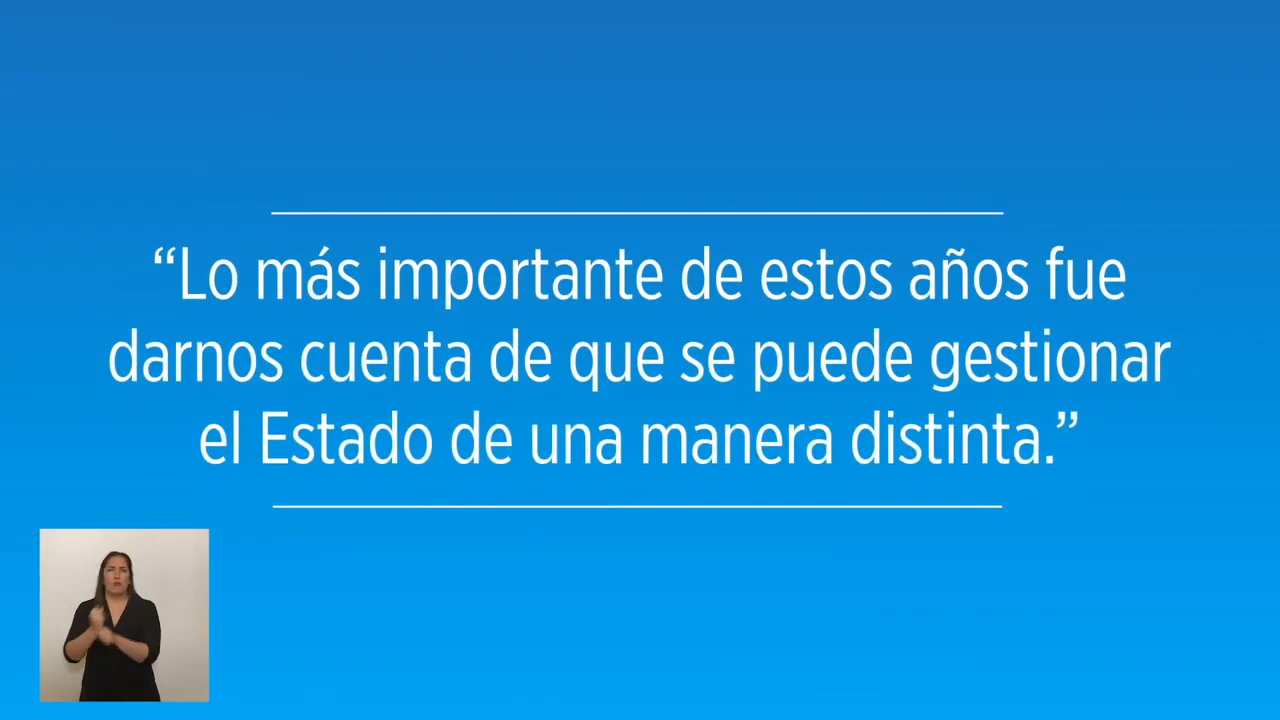 “Lo más importante de estos años fue
darnos cuenta de que se puede gestionar
el Estado de una manera distinta.”